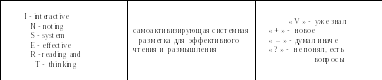 I - interactive
N - noting
S - system
E - effective
R - reading and
T - thinking
самоактивизирующая системная
разметка для эффективного
чтения и размышления
« V » - уже знал
« + » - новое
« – » - думал иначе
« ? » - не понял, есть
вопросы